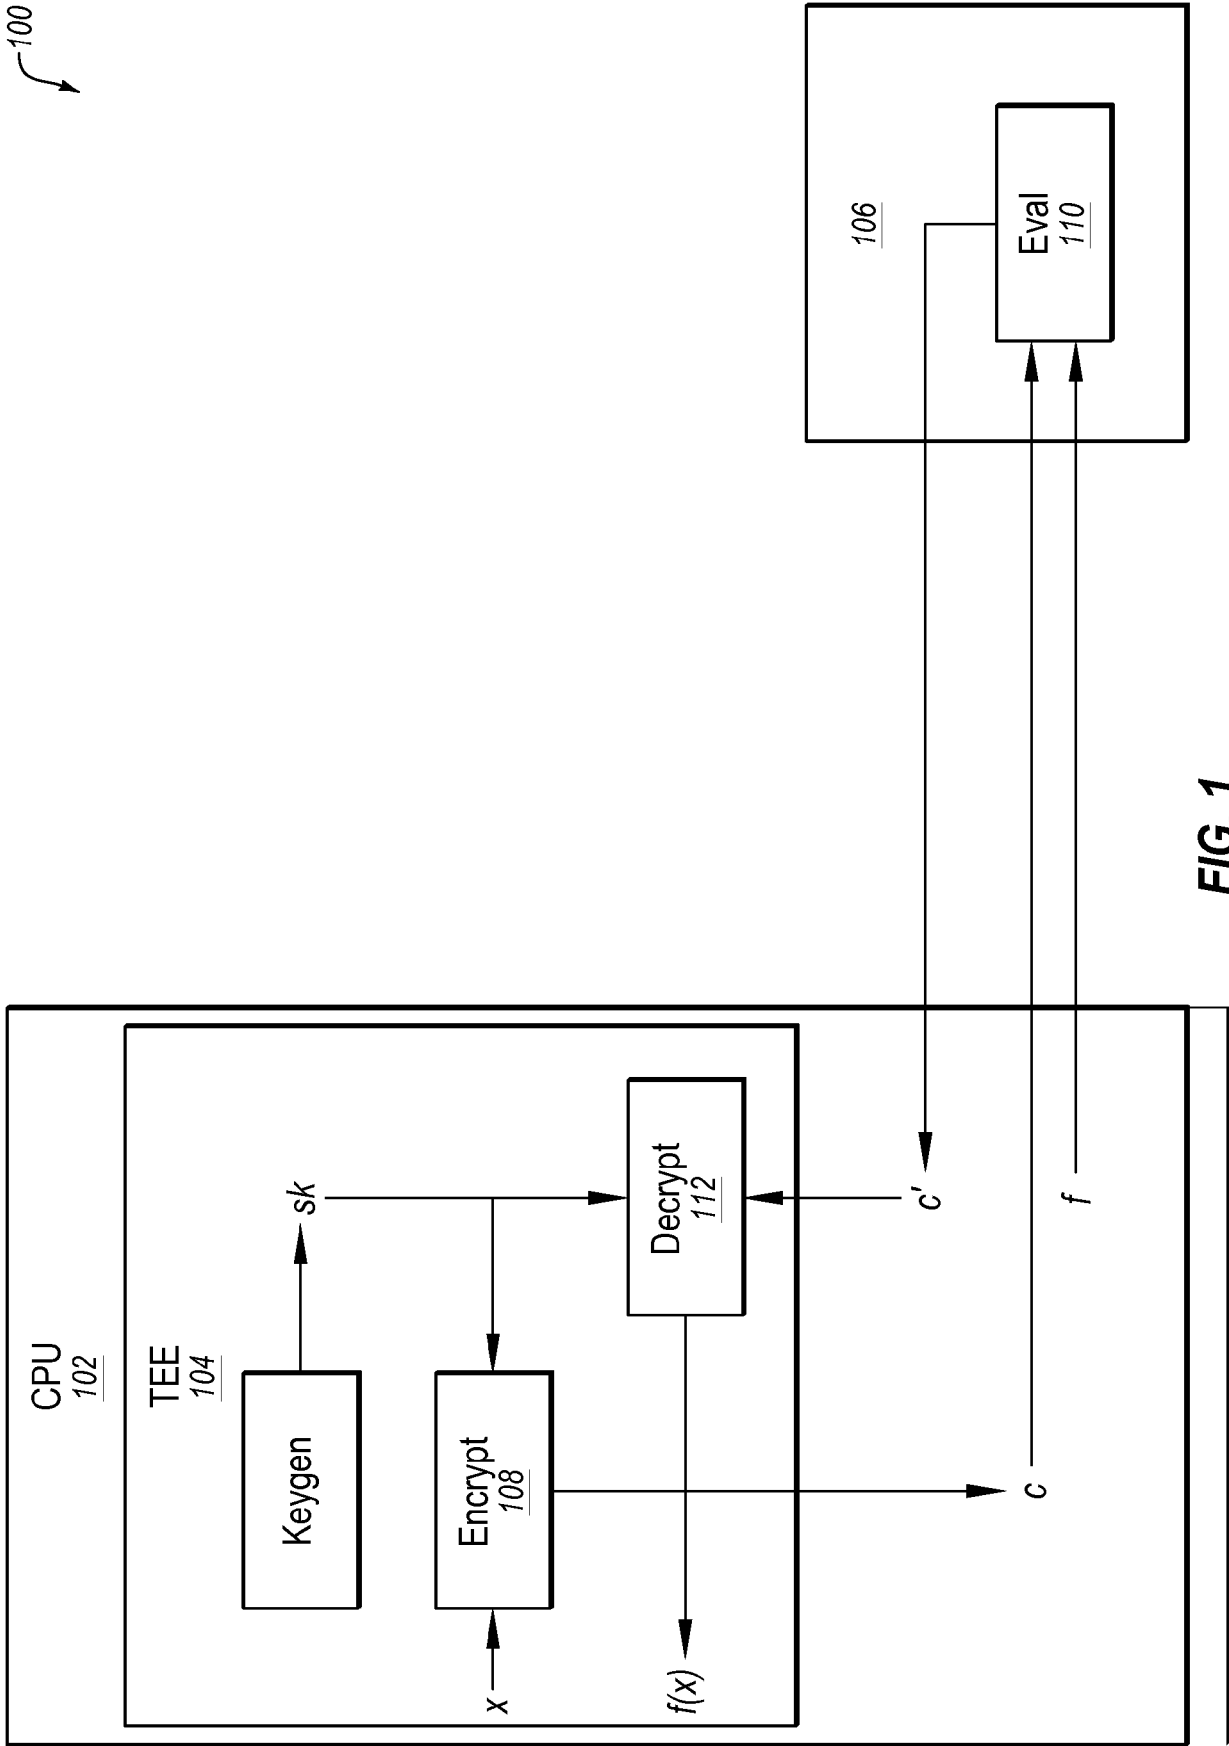 100
CPU
102
TEE
104
Keygen
sk
x
Encrypt
108
Decrypt
112
f(x)
c'
c
f
106
Eval
110
FIG. 1